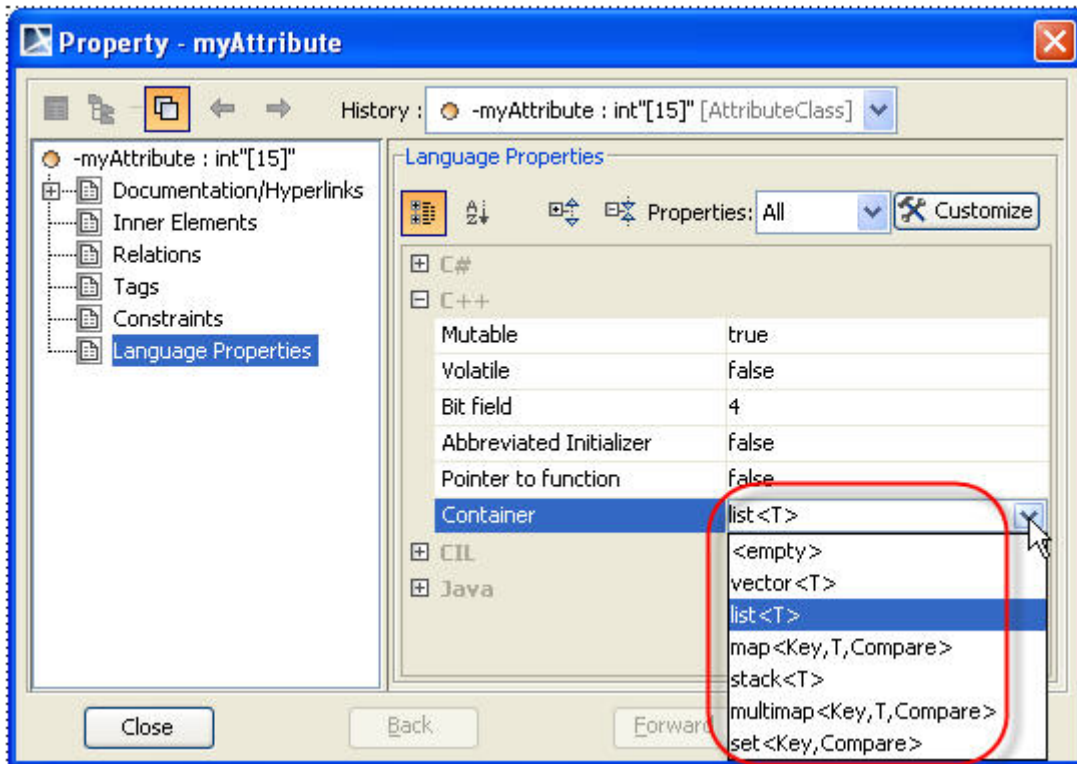 Property - myAttribute
History : -myAttribute : int"[15]" [AttributeClass]
-myAttribute : int"[15]"
Documentation/Hyperlinks
Inner Elements
Relations
Tags
Constraints
Language Properties
Language Properties
Properties: All Customize
C#
C++
Mutable true
Volatile false
Bit field 4
Abbreviated Initializer false
Pointer to function false
Container list<T>
CIL
Java
<empty>
vector<T>
list<T>
map<Key,T,Compare>
stack<T>
multimap<Key,T,Compare>
set<Key,Compare>
Close Back Forward